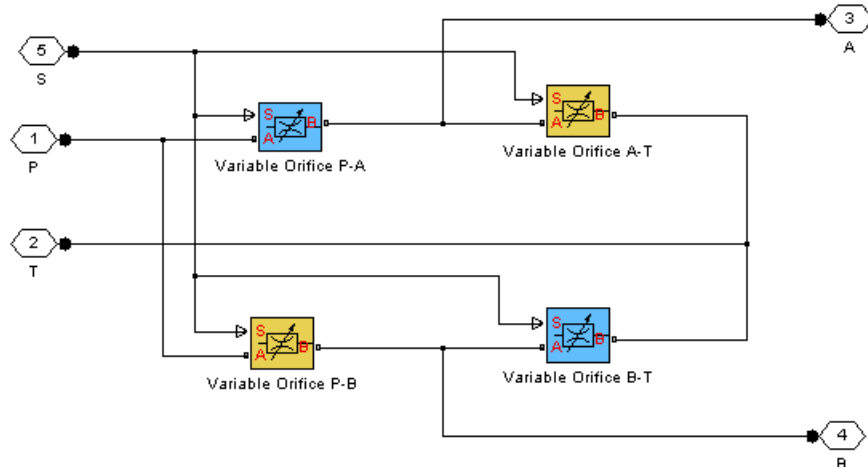 3
A
5
S
S
A B
Variable Orifice P-A
S
A B
Variable Orifice A-T
1
P
2
T
S
A B
Variable Orifice P-B
S
A B
Variable Orifice B-T
4
B